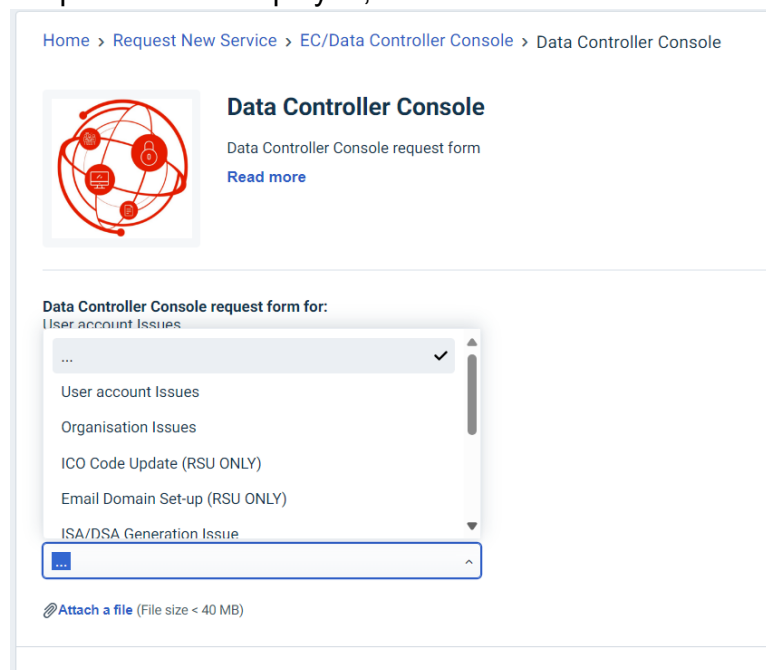 Home > Request New Service > EC/Data Controller Console > Data Controller Console
Data Controller Console
Data Controller Console request form
Read more
Data Controller Console request form for:
User account Issues
...
User account Issues
Organisation Issues
ICO Code Update (RSU ONLY)
Email Domain Set-up (RSU ONLY)
ISA/DSA Generation Issue
...
Attach a file (File size < 40 MB)